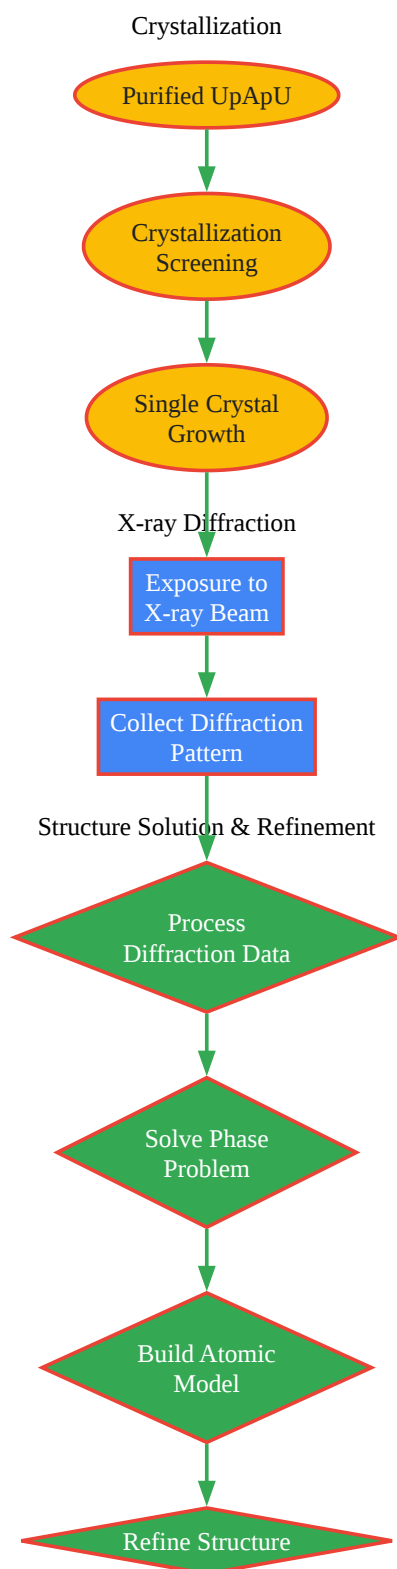 Crystallization
Purified UpApU
Crystallization
Screening
Single Crystal
Growth
X-ray Diffraction
Exposure to
X-ray Beam
Collect Diffraction
Pattern
Structure Solution & Refinement
Process
Diffraction Data
Solve Phase
Problem
Build Atomic
Model
Refine Structure